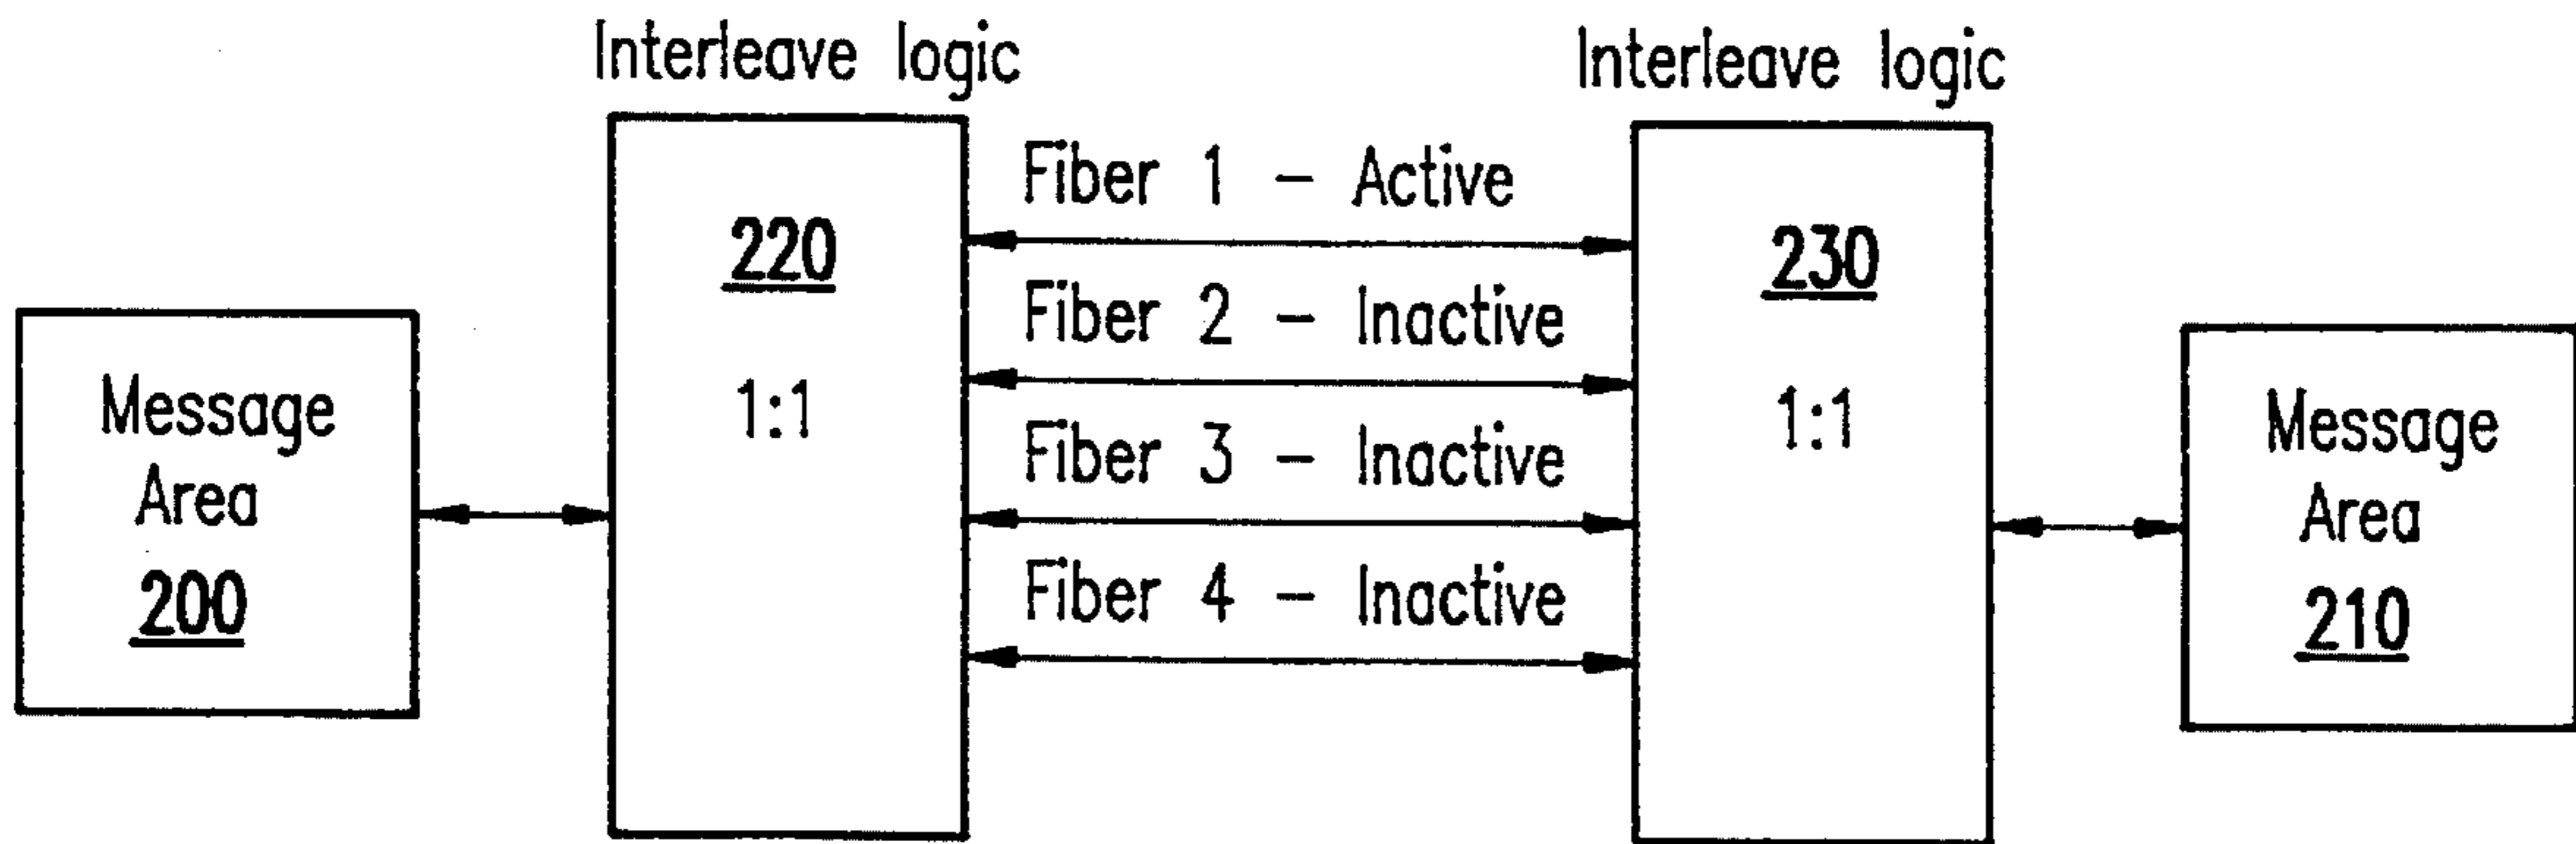 Interleave logic
Interleave logic
220
1:1
Fiber 1 – Active
Fiber 2 – Inactive
Fiber 3 – Inactive
Fiber 4 – Inactive
230
1:1
Message
Area
200
Message
Area
210